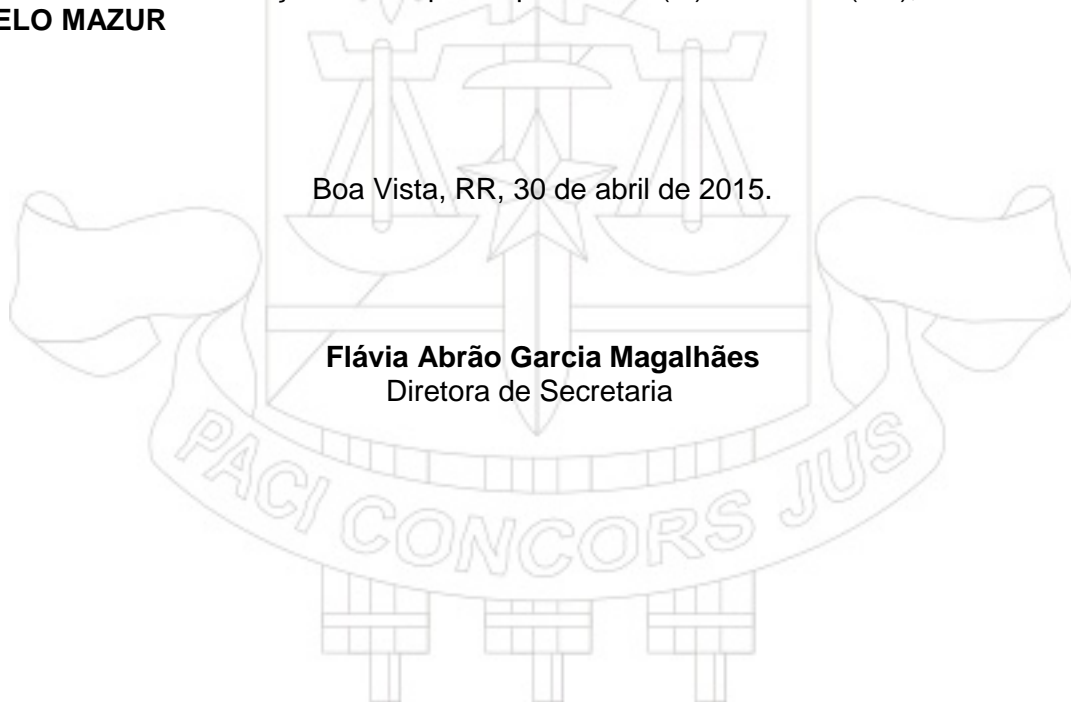 ELO MAZUR
Boa Vista, RR, 30 de abril de 2015.
Flávia Abrão Garcia Magalhães
Diretora de Secretaria
PACI CONCORS JUS